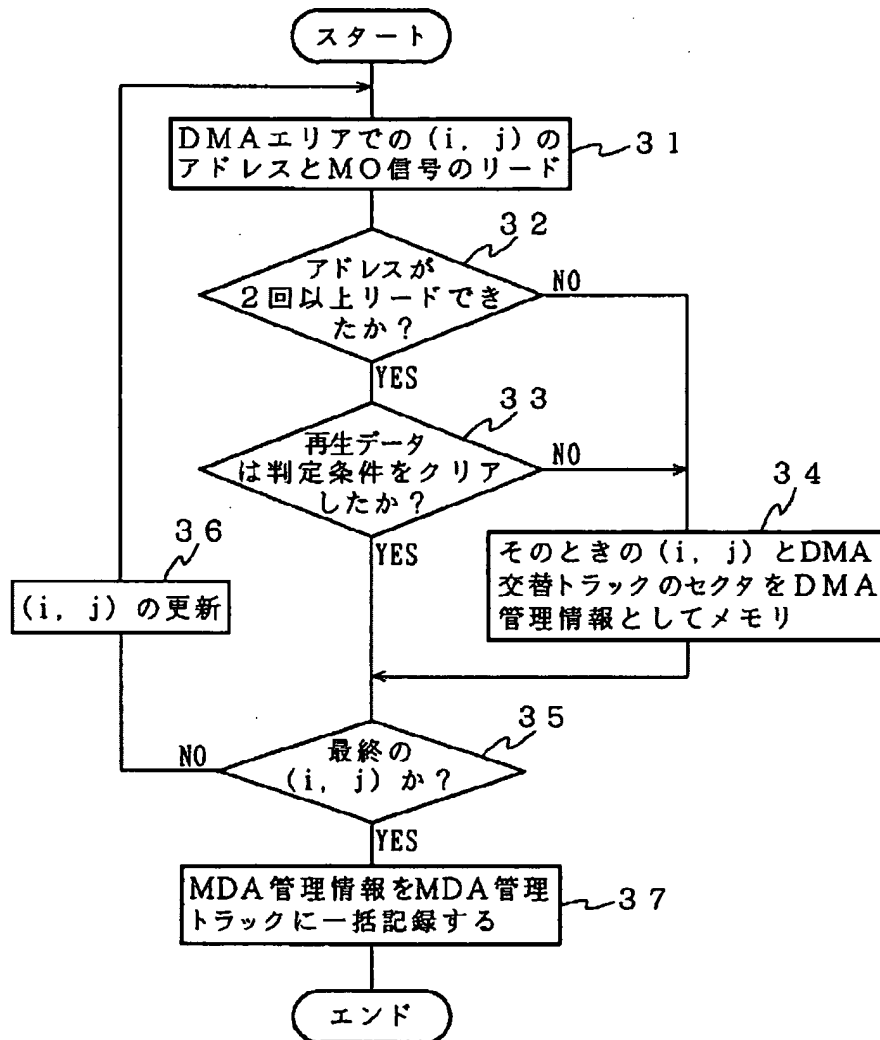 スタート
DMAエリアでの(i, j)の
アドレスとMO信号のリード
31
32
アドレスが
2回以上リードでき
たか?
NO
YES
33
再生データ
は判定条件をクリア
したか?
NO
YES
34
そのときの(i, j)とDMA
交替トラックのセクタをDMA
管理情報としてメモリ
36
(i, j)の更新
35
最終の
(i, j)か?
NO
YES
MDA管理情報をMDA管理
トラックに一括記録する
37
エンド